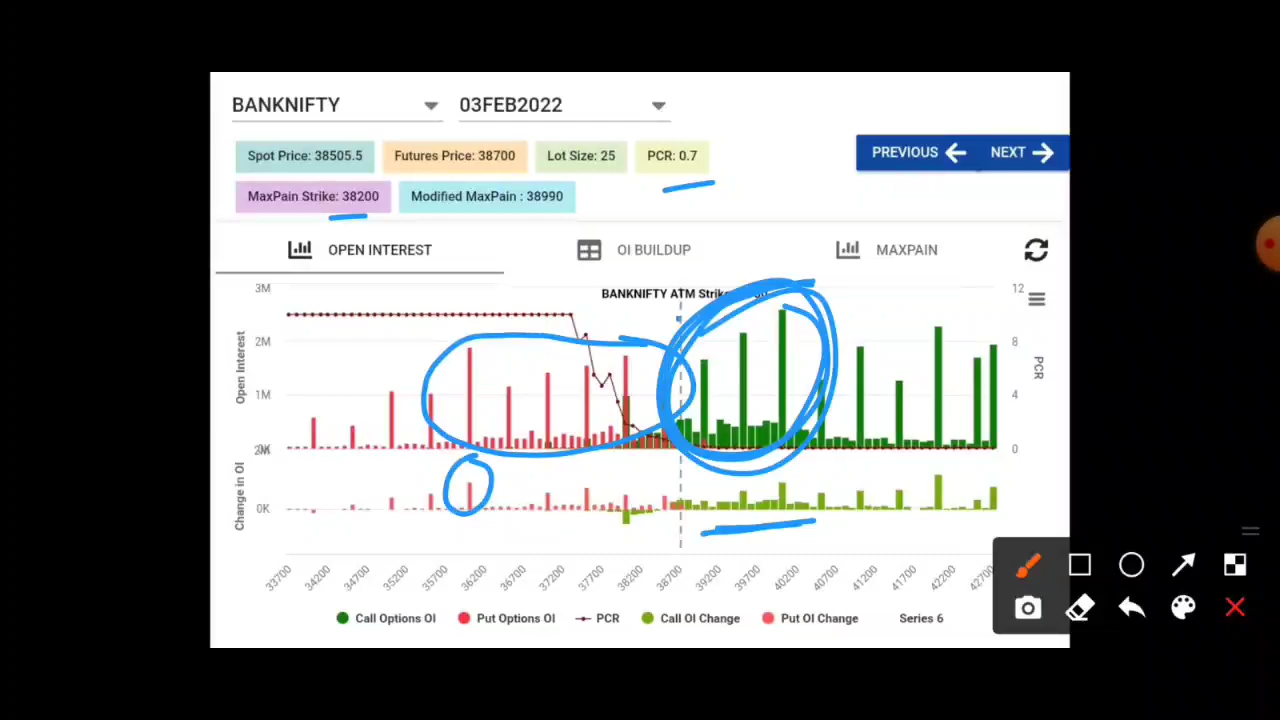 BANKNIFTY 03FEB2022
Spot Price: 38505.5 Futures Price: 38700 Lot Size: 25 PCR: 0.7
PREVIOUS NEXT
MaxPain Strike: 38200 Modified MaxPain : 38990
OPEN INTEREST OI BUILDUP MAXPAIN
BANKNIFTY ATM Strike
3M 12
2M 8
1M 4
0
Open Interest
PCR
0K
Change in OI
33700 34200 34700 35200 35700 36200 36700 37200 37700 38200 38700 39200 39700 40200 40700 41200 41700 42200 42700
Call Options OI Put Options OI PCR Call OI Change Put OI Change Series 6